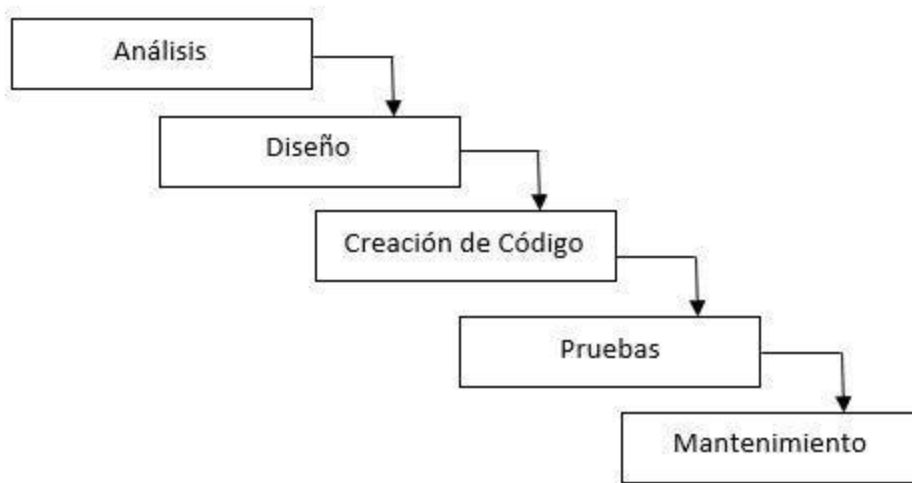 Análisis
Diseño
Creación de Código
Pruebas
Mantenimiento